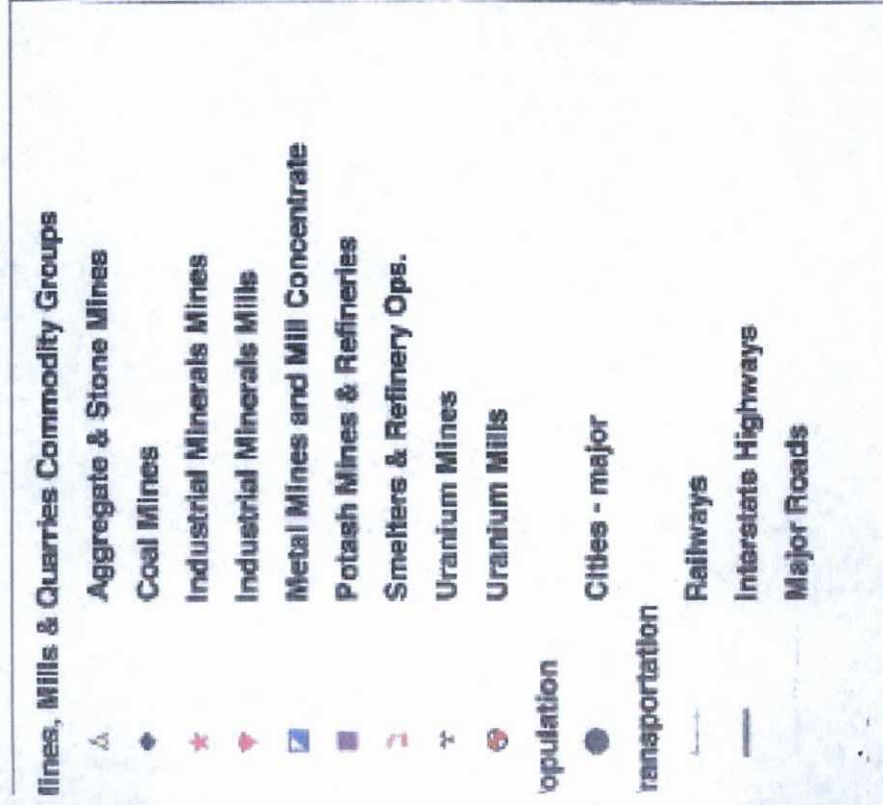 lines, Mills & Quarries Commodity Groups
Aggregate & Stone Mines
Coal Mines
Industrial Minerals Mines
Industrial Minerals Mills
Metal Mines and Mill Concentrate
Potash Mines & Refineries
Smelters & Refinery Ops.
Uranium Mines
Uranium Mills
opulation
Cities - major
ransportation
Railways
Interstate Highways
Major Roads